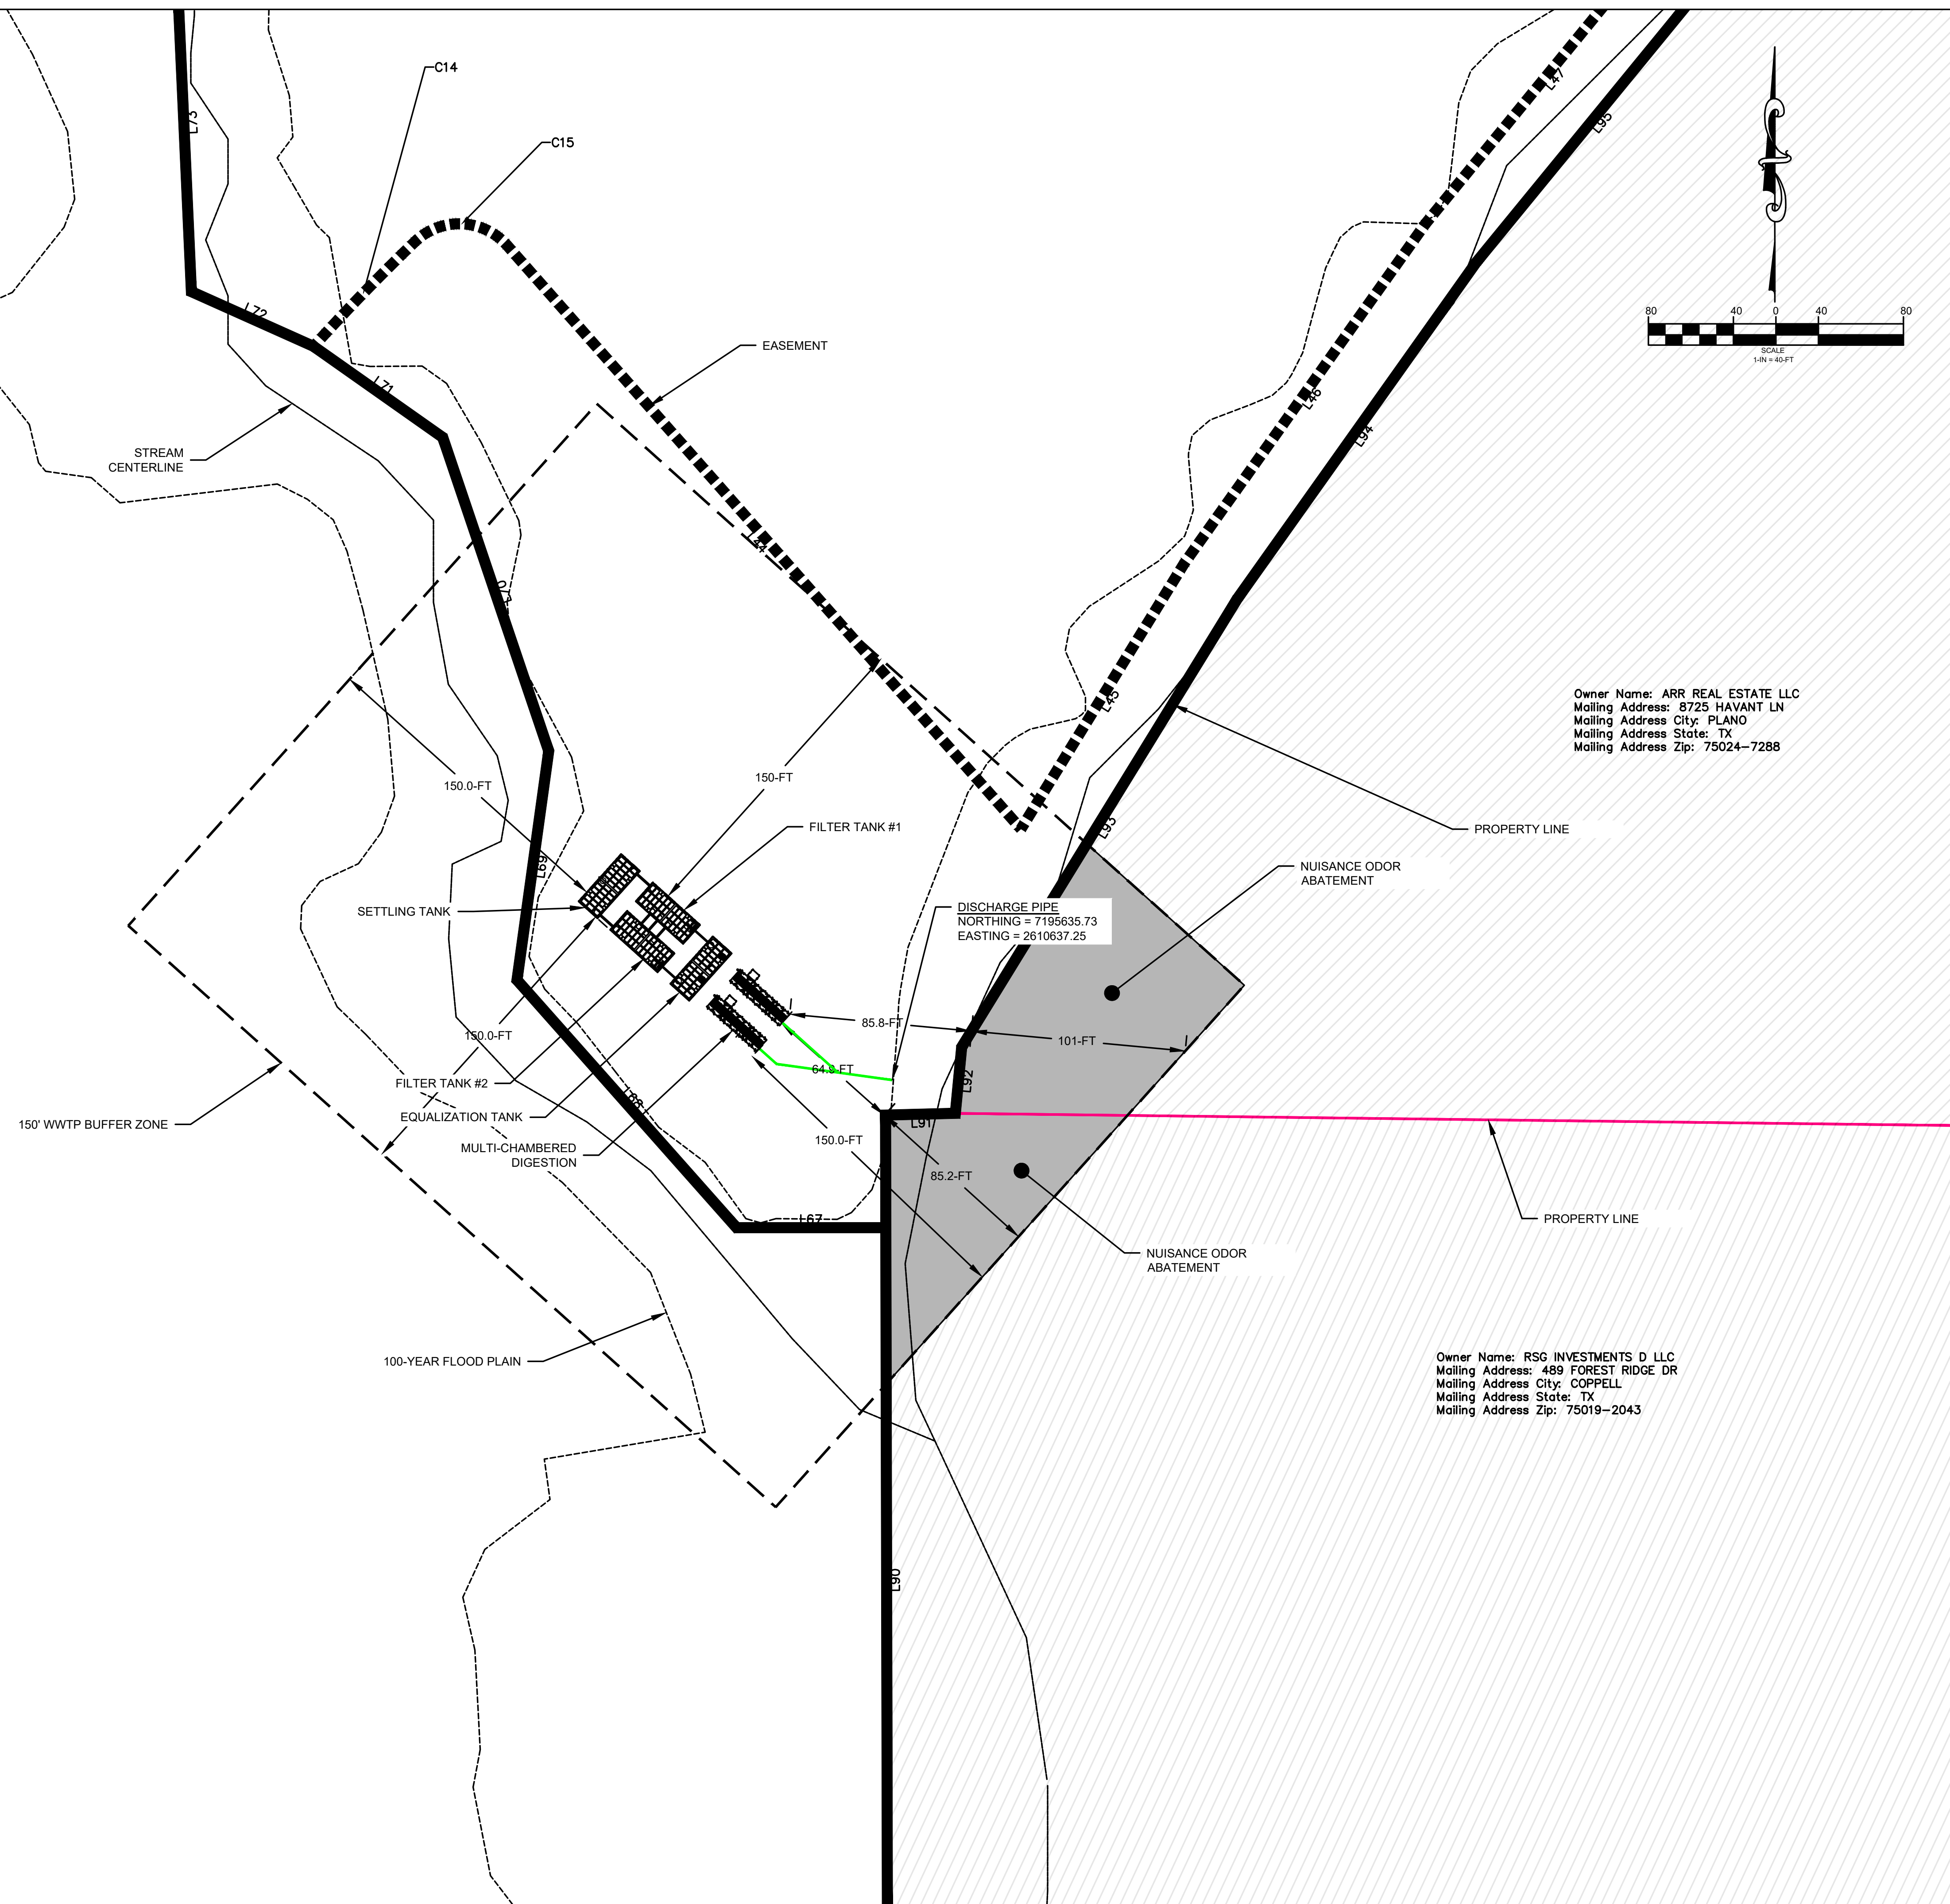 C14
C15
L73
L47
L95
80
40
0
40
80
SCALE
1-IN = 40-FT
L72
EASEMENT
L71
L46
L94
STREAM
CENTERLINE
L44
L70
L45
Owner Name: ARR REAL ESTATE LLC
Mailing Address: 8725 HAVANT LN
Mailing Address City: PLANO
Mailing Address State: TX
Mailing Address Zip: 75024-7288
150.0-FT
150-FT
FILTER TANK #1
L93
PROPERTY LINE
L69
NUISANCE ODOR
ABATEMENT
SETTLING TANK
DISCHARGE PIPE
NORTHING = 7195635.73
EASTING = 2610637.25
150.0-FT
85.8-FT
101-FT
64.9-FT
FILTER TANK #2
L92
L68
EQUALIZATION TANK
150' WWTP BUFFER ZONE
L91
MULTI-CHAMBERED
DIGESTION
150.0-FT
85.2-FT
L67
PROPERTY LINE
NUISANCE ODOR
ABATEMENT
100-YEAR FLOOD PLAIN
Owner Name: RSG INVESTMENTS D LLC
Mailing Address: 489 FOREST RIDGE DR
Mailing Address City: COPPELL
Mailing Address State: TX
Mailing Address Zip: 75019-2043
L90